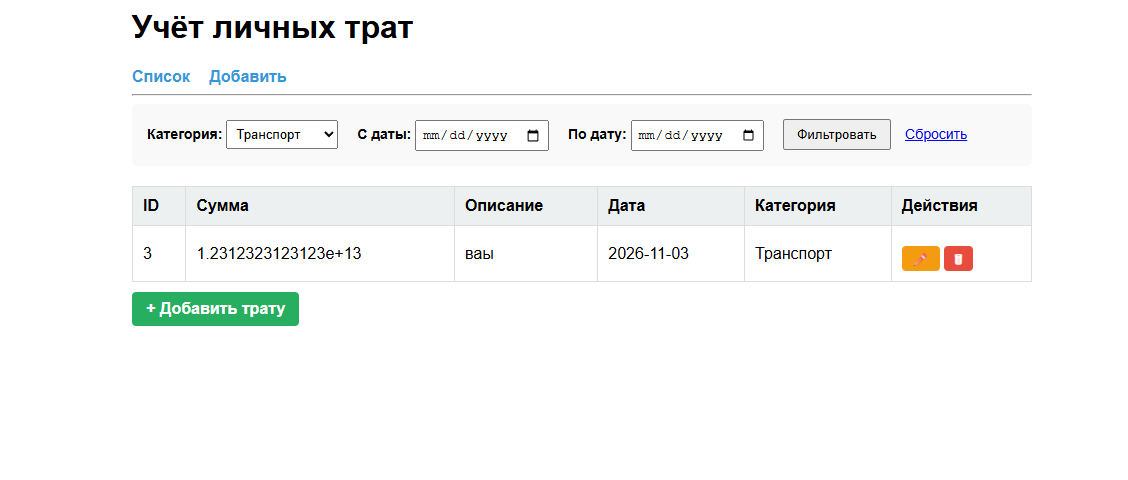 Учёт личных трат
Список Добавить
Категория: Транспорт С даты: mm/dd/yyyy По дату: mm/dd/yyyy Фильтровать Сбросить
ID Сумма Описание Дата Категория Действия
3 1.2312323123123e+13 ваы 2026-11-03 Транспорт
+ Добавить трату